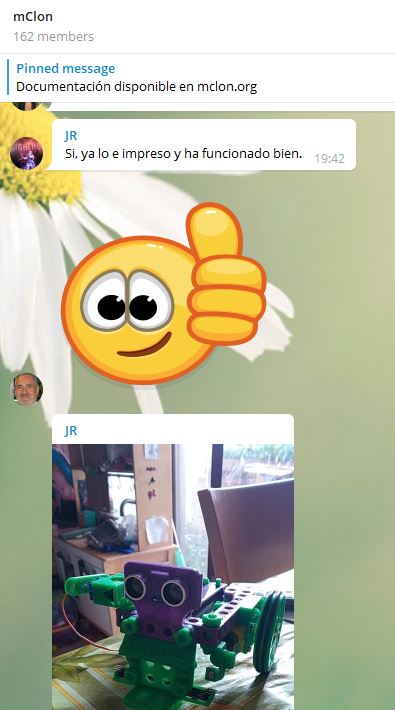 mClon
162 members
Pinned message
Documentación disponible en mclon.org
JR
Si, ya lo e impreso y ha funcionado bien.
19:42
JR